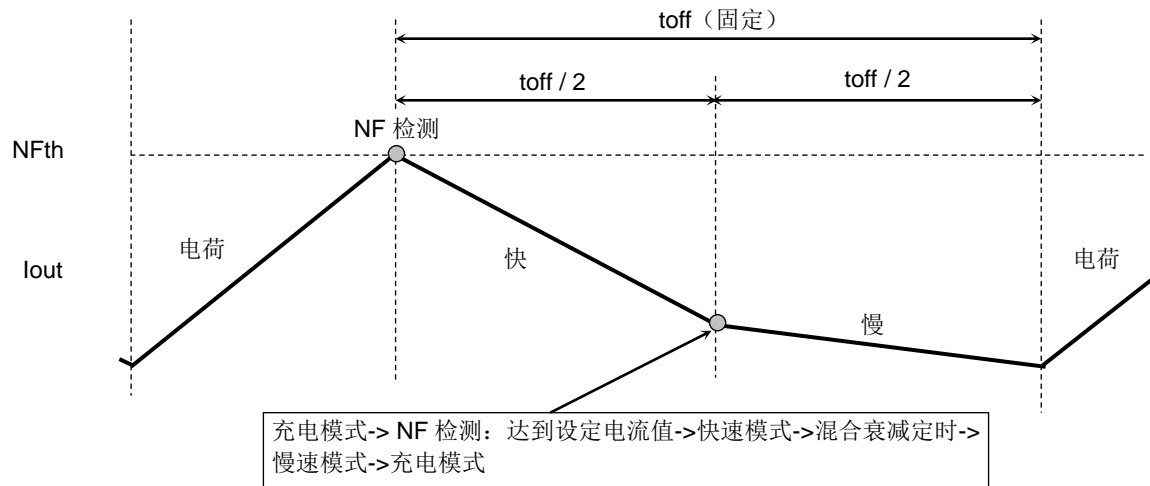 toff（固定）
toff / 2
toff / 2
NF 检测
NFth
电荷
快
电荷
Iout
慢
充电模式-> NF 检测：达到设定电流值->快速模式->混合衰减定时->
慢速模式->充电模式